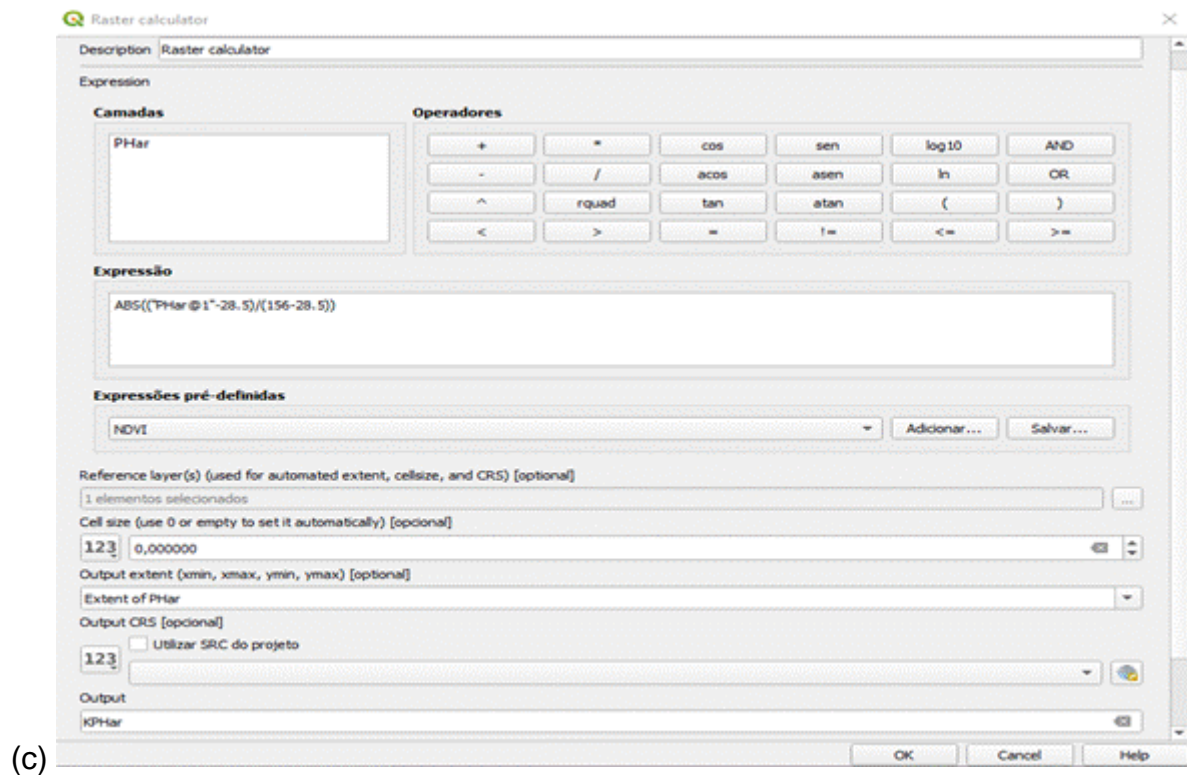 Raster calculator
Description Raster calculator
Expression
Camadas Operadores
PHar
+ * cos sen log10 AND
- / acos asen ln OR
^ rquad tan atan ( )
< > = != <= >=
Expressão
ABS(("PHar@1"-28.5)/(156-28.5))
Expressões pré-definidas
NDVI Adicionar... Salvar...
Reference layer(s) (used for automated extent, cellsize, and CRS) [optional]
1 elementos selecionados ...
Cell size (use 0 or empty to set it automatically) [opcional]
123 0,000000
Output extent (xmin, xmax, ymin, ymax) [optional]
Extent of PHar
Output CRS [opcional]
123 Utilizar SRC do projeto
Output
KPHar
(c) OK Cancel Help